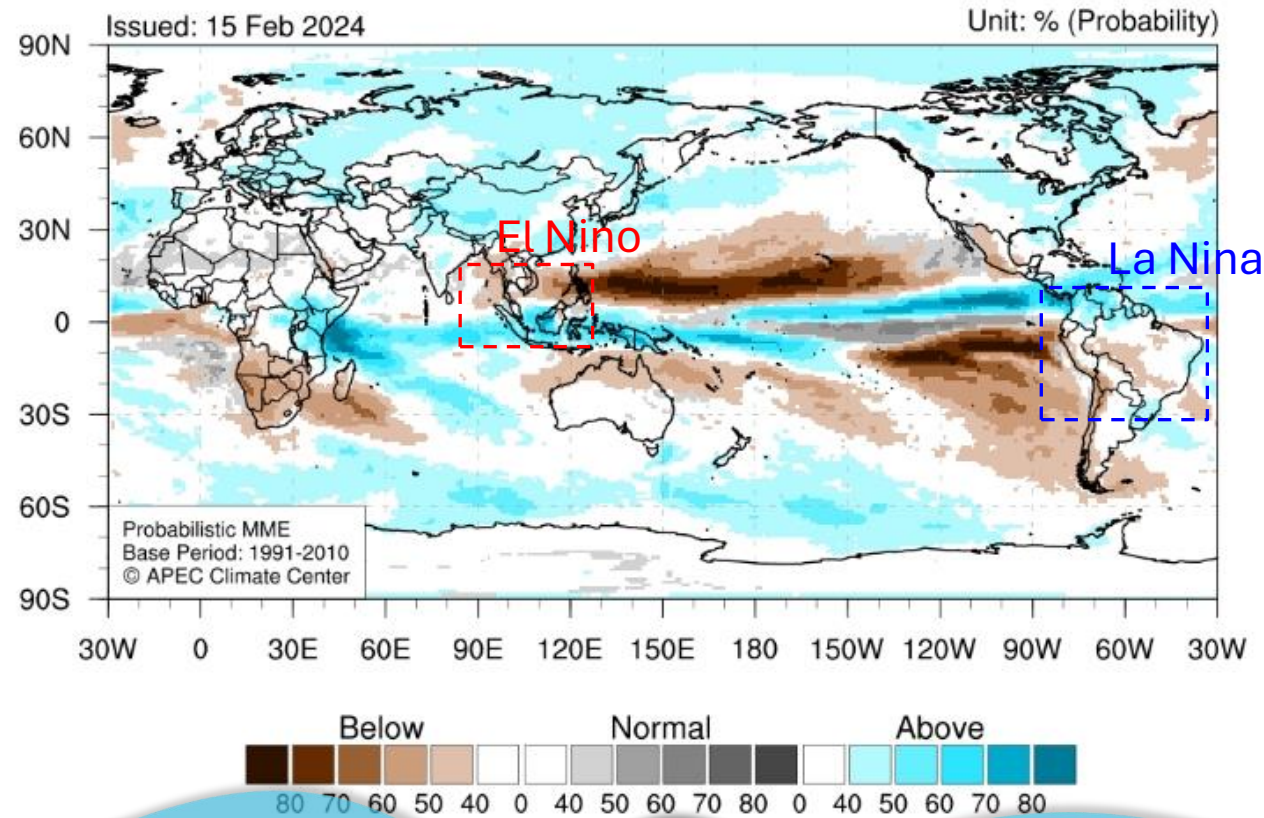 Issued: 15 Feb 2024 Unit: % (Probability)
90N
60N
30N
0
30S
60S
90S
El Nino
La Nina
Probabilistic MME
Base Period: 1991-2010
© APEC Climate Center
30W 0 30E 60E 90E 120E 150E 180 150W 120W 90W 60W 30W
Below Normal Above
80 70 60 50 40 0 40 50 60 70 80 0 40 50 60 70 80